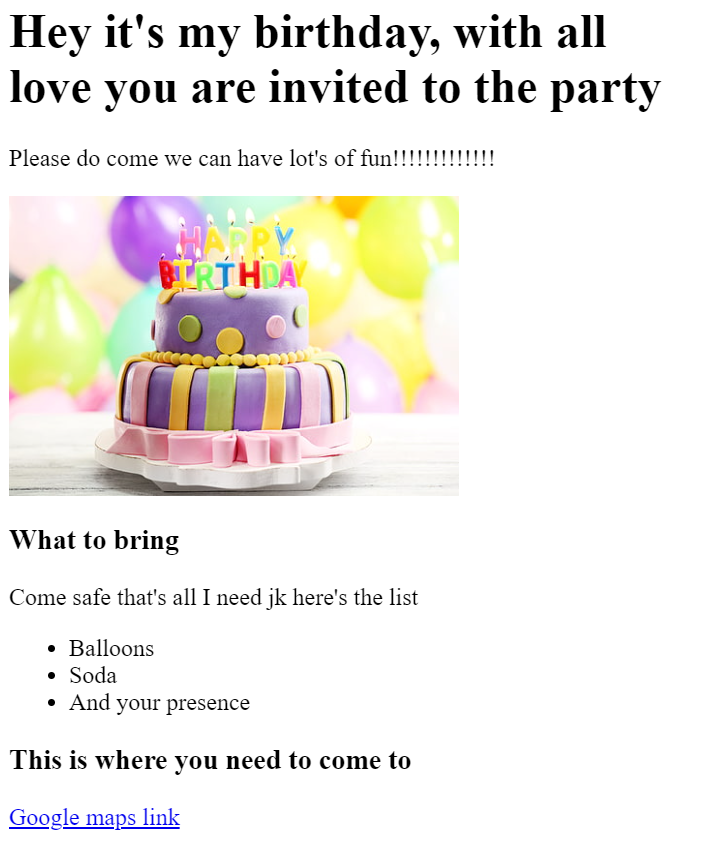 Hey it's my birthday, with all
love you are invited to the party
Please do come we can have lot's of fun!!!!!!!!!!!!!
HAPPY
BIRTHDAY
What to bring
Come safe that's all I need jk here's the list
• Balloons
• Soda
• And your presence
This is where you need to come to
Google maps link